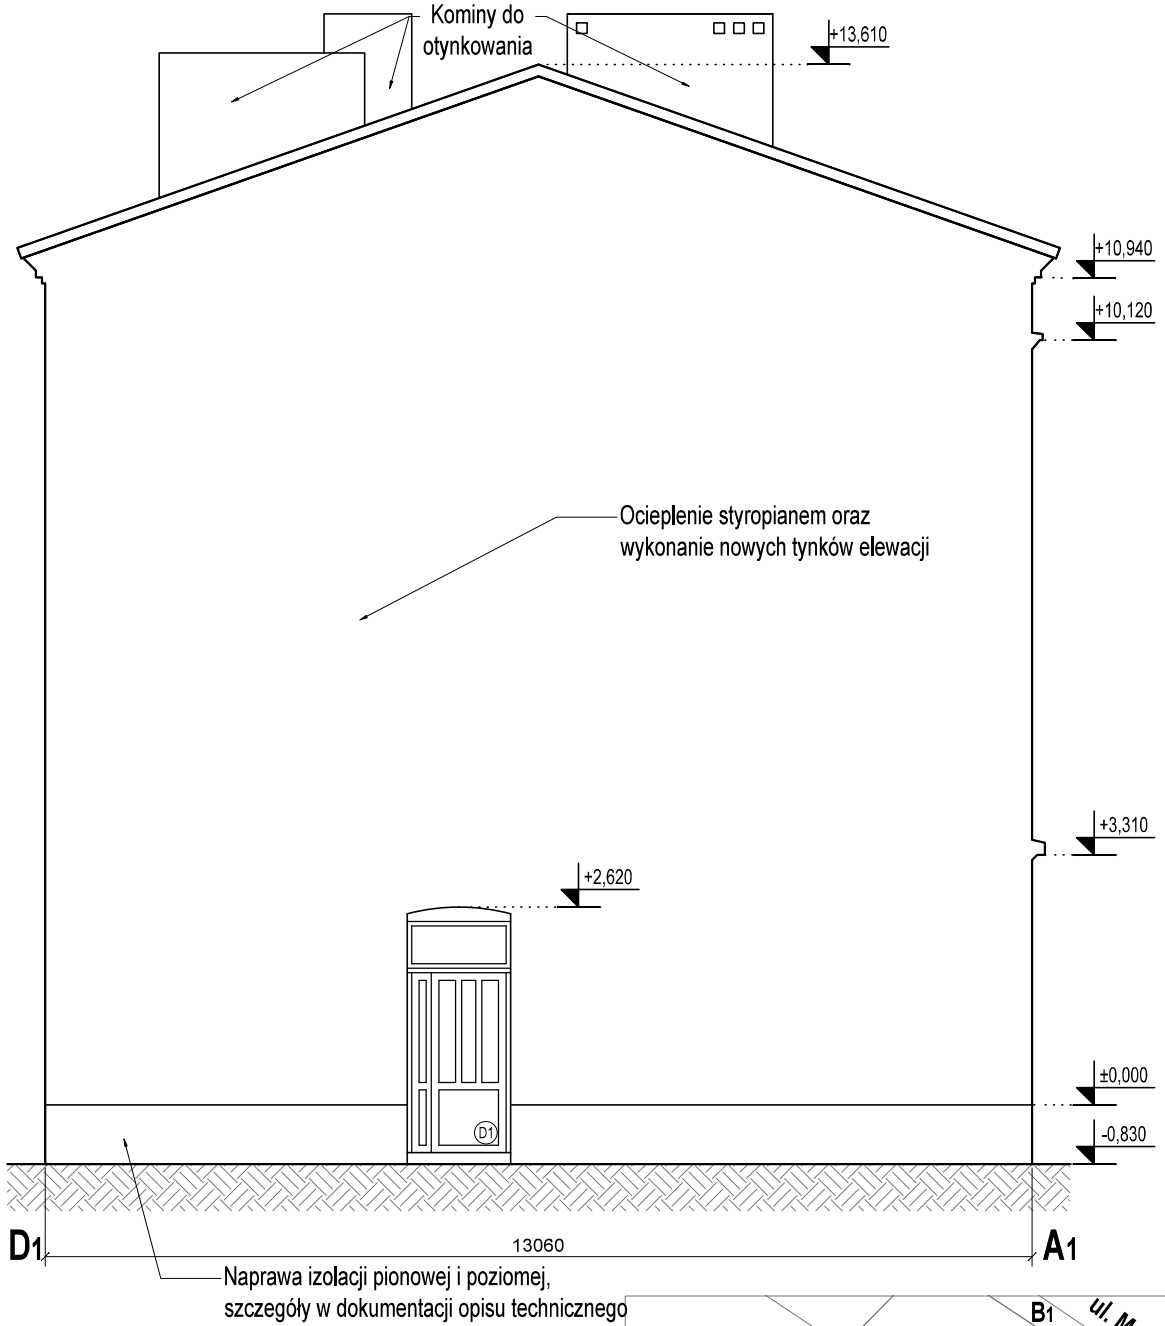 Kominy do
otynkowania
+13,610
+10,940
+10,120
Ocieplenie styropianem oraz
wykonanie nowych tynków elewacji
+3,310
+2,620
±0,000
D1
-0,830
D1
13060
A1
Naprawa izolacji pionowej i poziomej,
szczegóły w dokumentacji opisu technicznego
B1
ul.